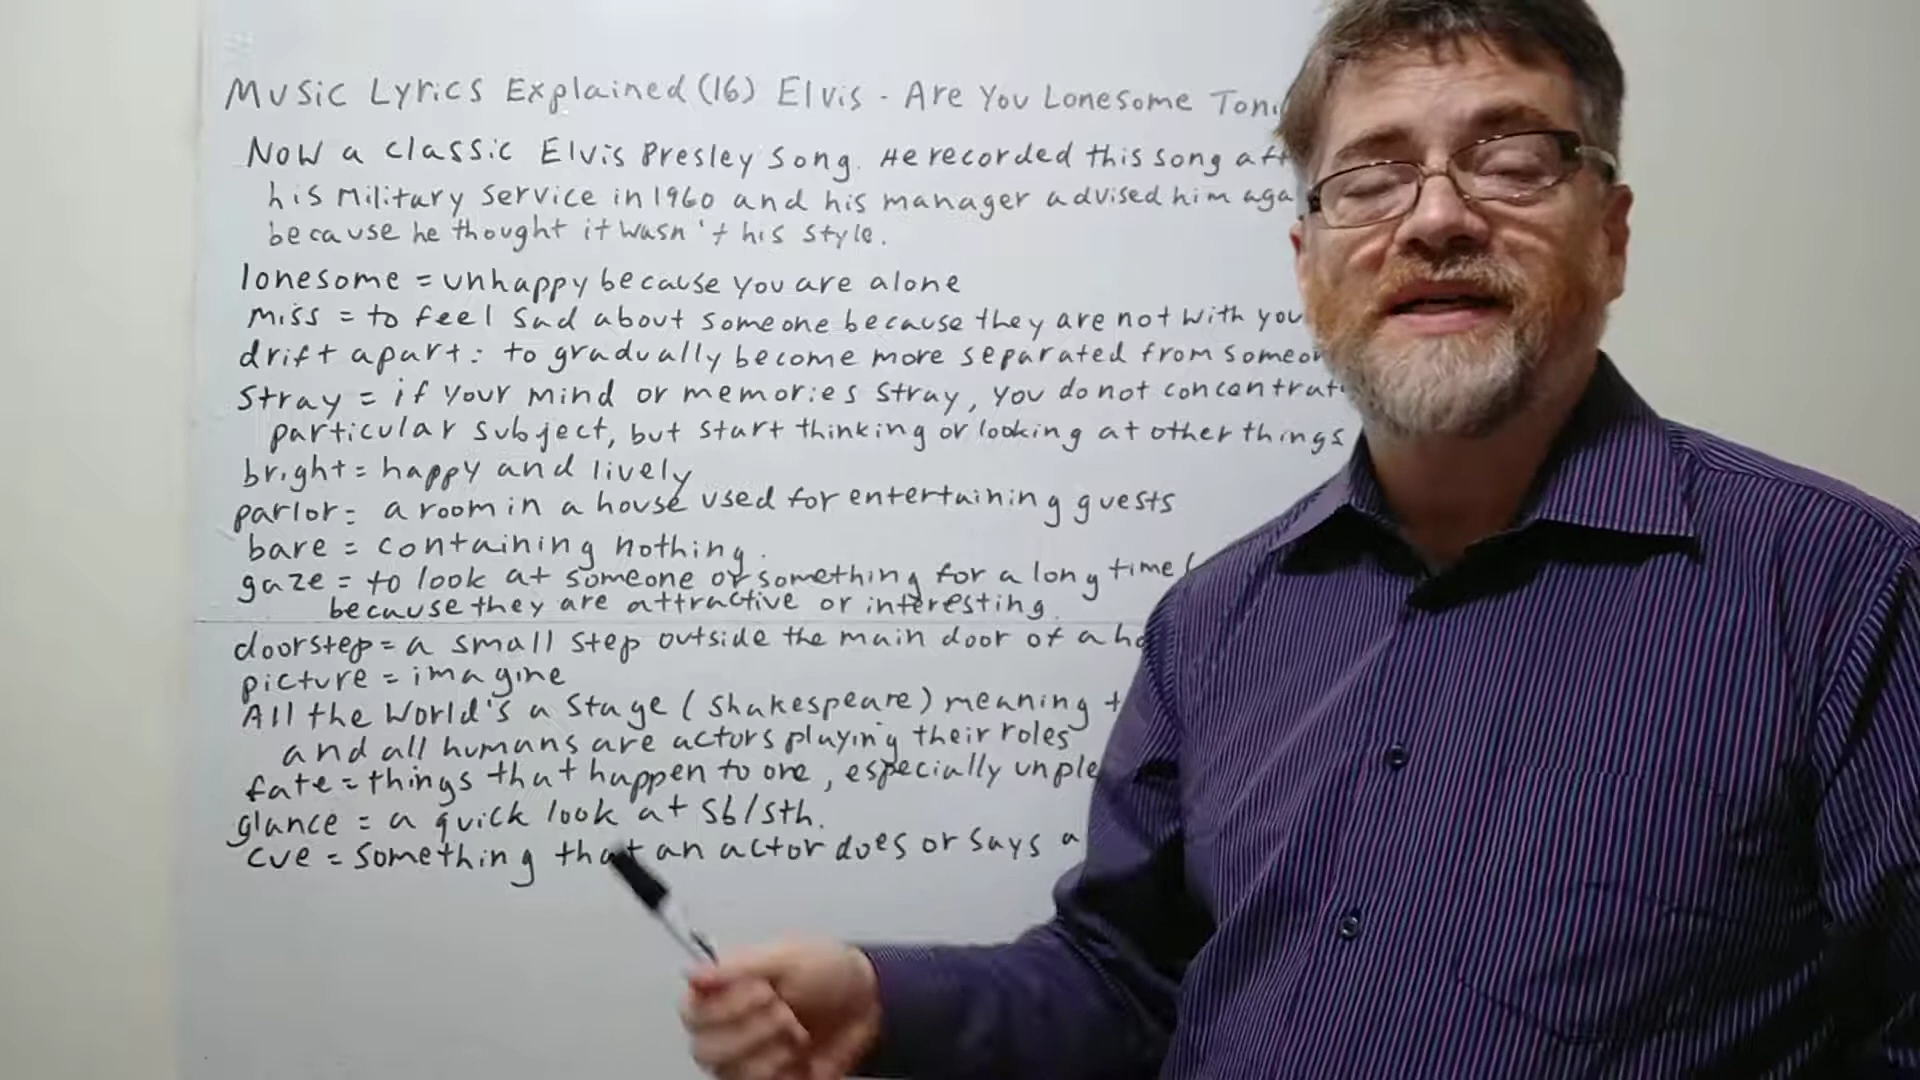 Music Lyrics Explained (16) Elvis - Are You Lonesome
Now a classic Elvis Presley song. He recorded this song
his military service in 1960 and his manager advised him
because he thought it wasn't his style.
lonesome = unhappy because you are alone
miss = to feel sad about someone because they are not with you
drift apart: to gradually become more separated from
stray = if your mind or memories stray, you do not
particular subject, but start thinking or looking at other things
bright = happy and lively
parlor = a room in a house used for entertaining guests
bare = containing nothing.
gaze = to look at someone or something for a long time (
because they are attractive or interesting
doorstep = a small step outside the main door of a
picture = imagine
All the World's a Stage (Shakespeare) meaning
and all humans are actors playing their roles
fate = things that happen to one, especially
glance = a quick look at sb/sth.
cue = something that an actor does or says